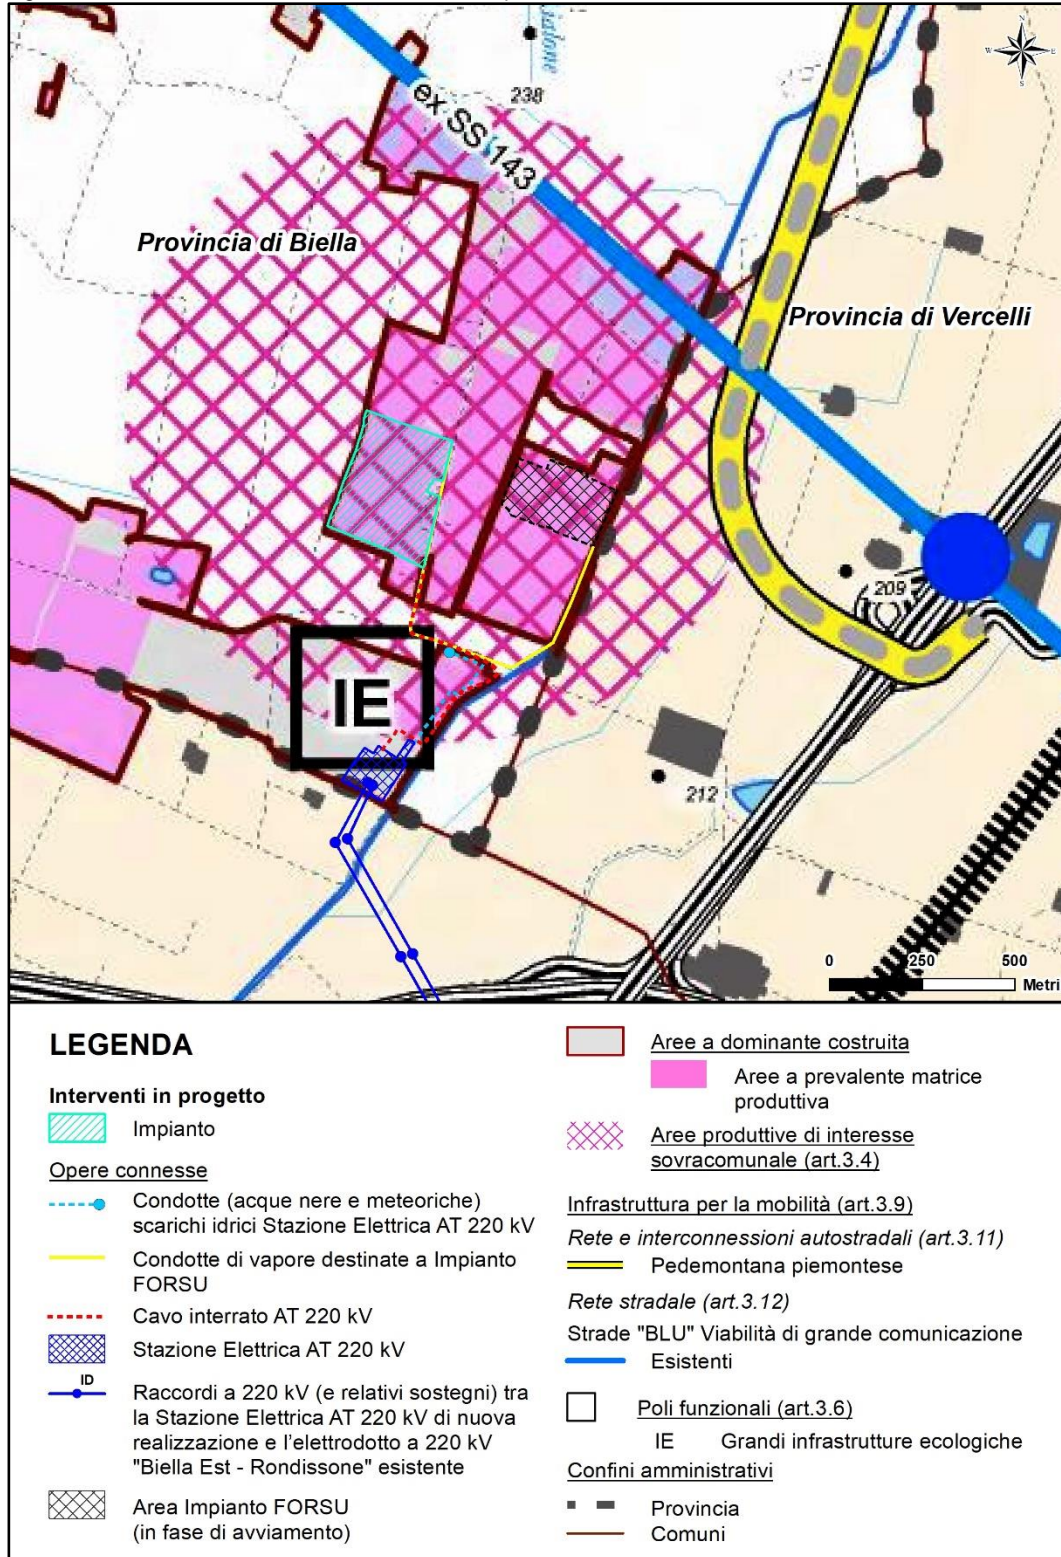 N
W E
S
ex SS 143
238
Provincia di Biella
Provincia di Vercelli
209
IE
212
0 250 500
Metri
LEGENDA
Interventi in progetto
Impianto
Opere connesse
Condotte (acque nere e meteoriche)
scarichi idrici Stazione Elettrica AT 220 kV
Condotte di vapore destinate a Impianto
FORSU
Cavo interrato AT 220 kV
Stazione Elettrica AT 220 kV
ID
Raccordi a 220 kV (e relativi sostegni) tra
la Stazione Elettrica AT 220 kV di nuova
realizzazione e l'elettrodotto a 220 kV
"Biella Est - Rondissone" esistente
Area Impianto FORSU
(in fase di avviamento)
Aree a dominante costruita
Aree a prevalente matrice
produttiva
Aree produttive di interesse
sovracomunale (art.3.4)
Infrastruttura per la mobilità (art.3.9)
Rete e interconnessioni autostradali (art.3.11)
Pedemontana piemontese
Rete stradale (art.3.12)
Strade "BLU" Viabilità di grande comunicazione
Esistenti
Poli funzionali (art.3.6)
IE Grandi infrastrutture ecologiche
Confini amministrativi
Provincia
Comuni